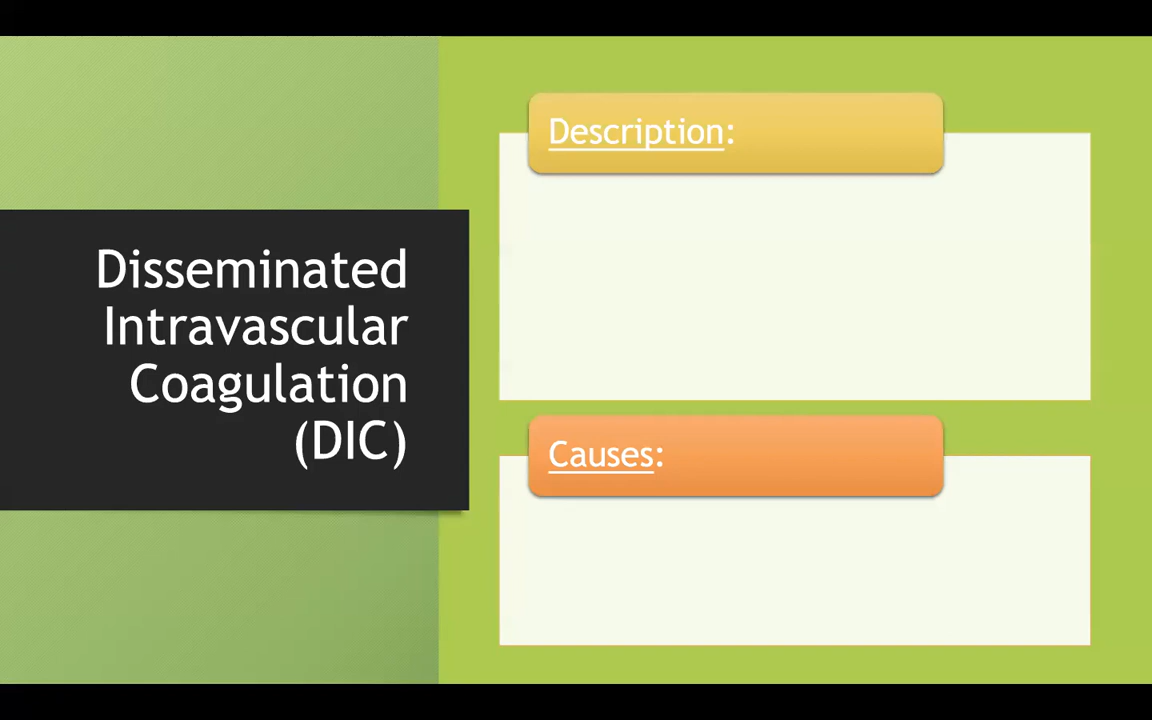 Disseminated
Intravascular
Coagulation
(DIC)
Description:
Causes: